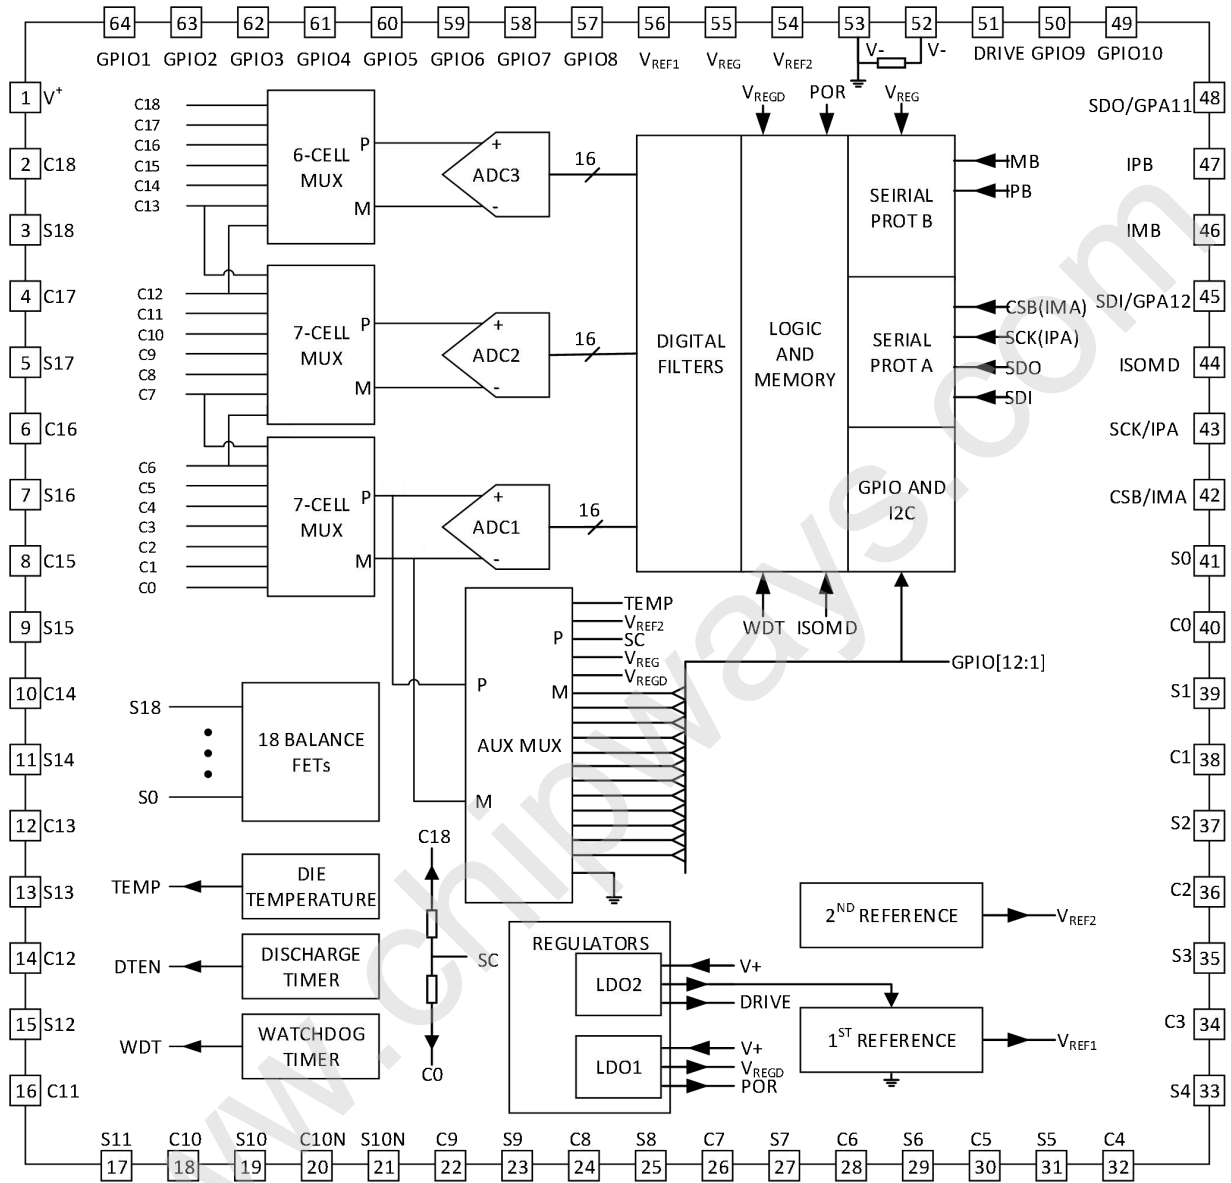 64 63 62 61 60 59 58 57 56 55 54 53 52 51 50 49
GPIO1 GPIO2 GPIO3 GPIO4 GPIO5 GPIO6 GPIO7 GPIO8 VREF1 VREG VREF2 V- V- DRIVE GPIO9 GPIO10
1 V+
2 C18
3 S18
4 C17
5 S17
6 C16
7 S16
8 C15
9 S15
10 C14
11 S14
12 C13
13 S13
14 C12
15 S12
16 C11
C18
C17
C16
C15
C14
C13
6-CELL
MUX
P
M
+
ADC3
-
16
C12
C11
C10
C9
C8
C7
7-CELL
MUX
P
M
+
ADC2
-
16
C6
C5
C4
C3
C2
C1
C0
7-CELL
MUX
P
M
+
ADC1
-
16
VREGD POR VREG
DIGITAL
FILTERS
LOGIC
AND
MEMORY
SEIRIAL
PROT B
IMB
IPB
SERIAL
PROT A
CSB(IMA)
SCK(IPA)
SDO
SDI
GPIO AND
I2C
WDT ISOMD
GPIO[12:1]
P
M
P
AUX MUX
M
TEMP
VREF2
SC
VREG
VREGD
S18
S0
18 BALANCE
FETs
TEMP
DIE
TEMPERATURE
DTEN
DISCHARGE
TIMER
WDT
WATCHDOG
TIMER
C18
SC
C0
REGULATORS
LDO2
V+
DRIVE
LDO1
V+
VREGD
POR
2ND REFERENCE
VREF2
1ST REFERENCE
VREF1
SDO/GPA11 48
IPB 47
IMB 46
SDI/GPA12 45
ISOMD 44
SCK/IPA 43
CSB/IMA 42
S0 41
C0 40
S1 39
C1 38
S2 37
C2 36
S3 35
C3 34
S4 33
S11 C10 S10 C10N S10N C9 S9 C8 S8 C7 S7 C6 S6 C5 S5 C4
17 18 19 20 21 22 23 24 25 26 27 28 29 30 31 32
www.chipways.com